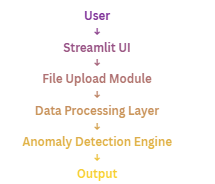 User
↓
Streamlit UI
↓
File Upload Module
↓
Data Processing Layer
↓
Anomaly Detection Engine
↓
Output